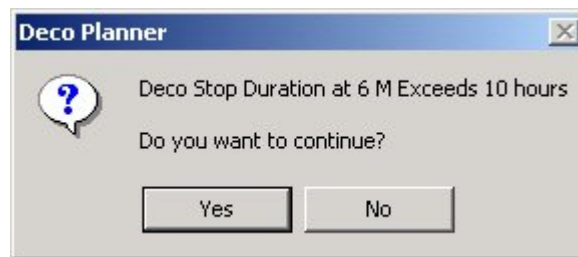 Deco Planner
Deco Stop Duration at 6 M Exceeds 10 hours
Do you want to continue?
Yes No